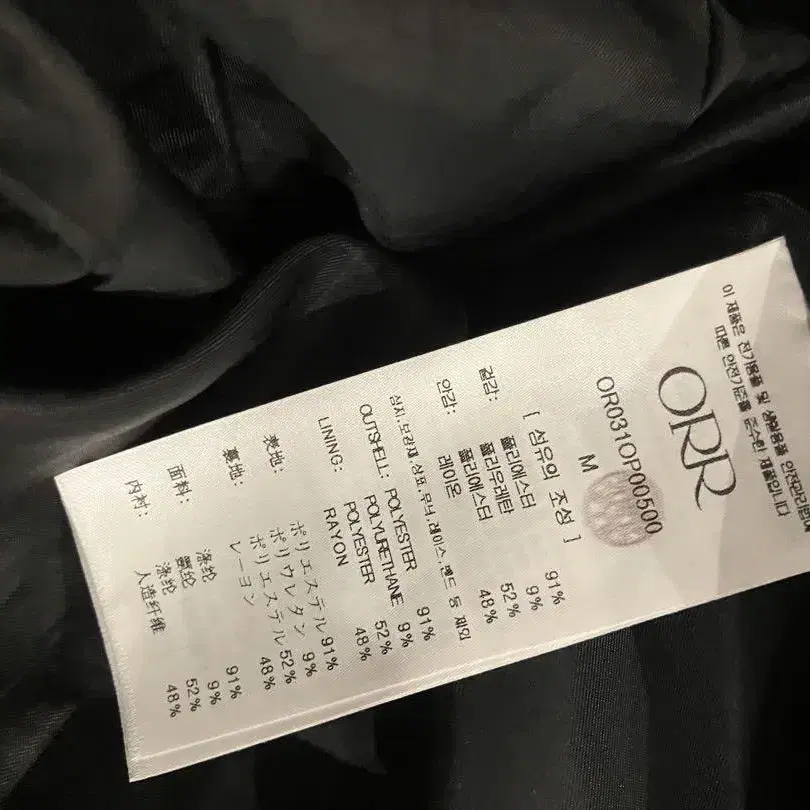 이 제품은 전기용품 및 생활용품 안전관리법에
따른 안전기준을 준수한 제품입니다
ORR
OR031OP00500
M
[ 섬유의 조성 ]
겉감: 폴리에스터 91%
폴리우레탄 9%
안감: 폴리에스터 52%
레이온 48%
심지,보강재,상표,무늬,레이스,밴드 등 제외
OUTSHELL: POLYESTER 91%
POLYURETHANE 9%
LINING: POLYESTER 52%
RAYON 48%
表地: ポリエステル 91%
ポリウレタン 9%
裏地: ポリエステル 52%
レーヨン 48%
面料: 涤纶 91%
氨纶 9%
内衬: 涤纶 52%
人造纤维 48%